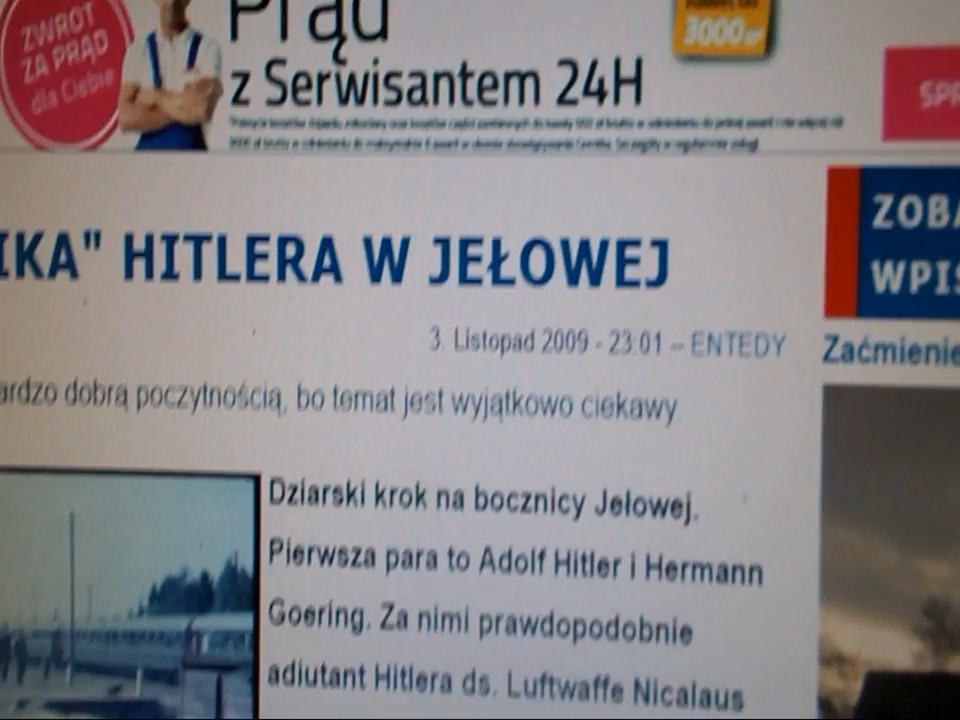 ZWROT
ZA PRĄD
dla Ciebie
Prąd
z Serwisantem 24H
3000zł
SPR
IKA" HITLERA W JEŁOWEJ
ZOBA
WPIS
3. Listopad 2009 - 23:01 – ENTEDY
Zaćmienie
ardzo dobrą poczytnością, bo temat jest wyjątkowo ciekawy.
Dziarski krok na bocznicy Jełowej.
Pierwsza para to Adolf Hitler i Hermann
Goering. Za nimi prawdopodobnie
adiutant Hitlera ds. Luftwaffe Nicalaus